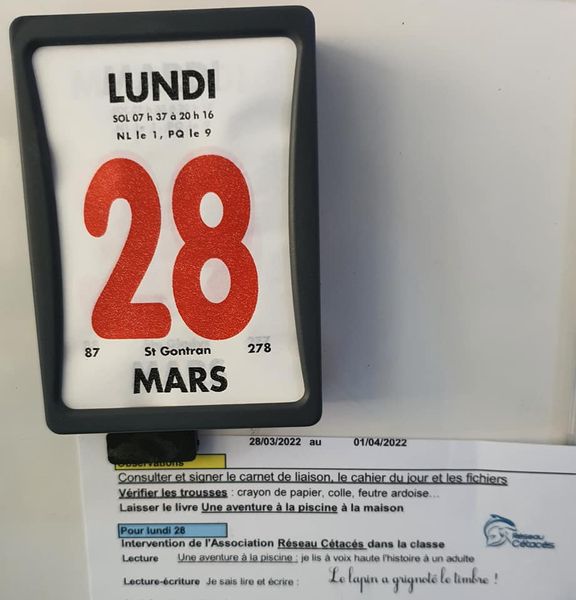 LUNDI
SOL 07 h 37 à 20 h 16
NL le 1, PQ le 9
28
87 St Gontran 278
MARS
28/03/2022 au 01/04/2022
Observations
Consulter et signer le carnet de liaison, le cahier du jour et les fichiers
Vérifier les trousses : crayon de papier, colle, feutre ardoise…
Laisser le livre Une aventure à la piscine à la maison
Pour lundi 28
Intervention de l'Association Réseau Cétacés dans la classe
Réseau
Cétacés
Lecture Une aventure à la piscine : je lis à voix haute l'histoire à un adulte
Lecture-écriture Je sais lire et écrire : Le lapin a grignoté le timbre !